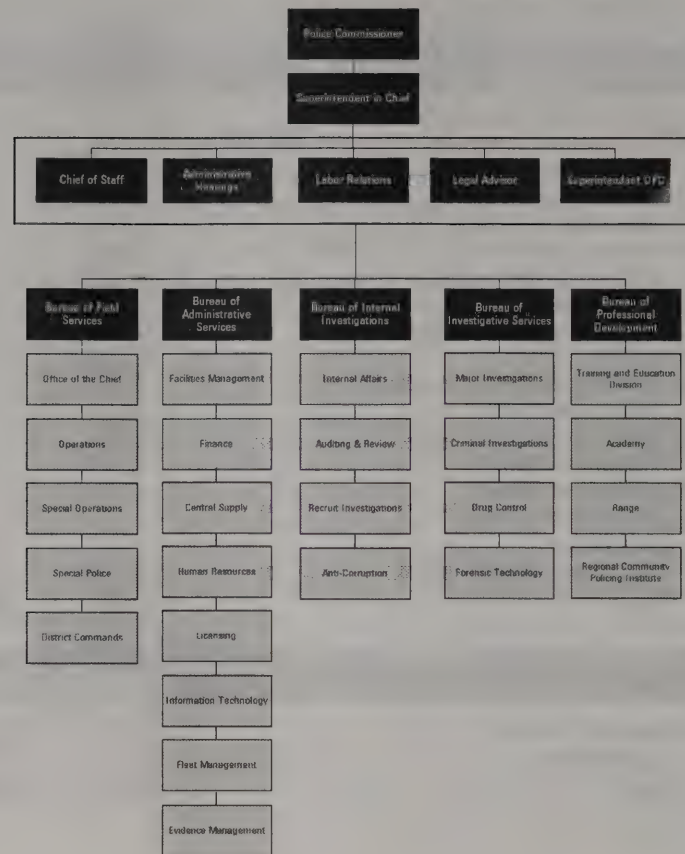 Police Commissioner
Superintendent in Chief
Chief of Staff
Administrative
Hearings
Labor Relations
Legal Advisor
Superintendent
Bureau of Field
Services
Bureau of
Administrative
Services
Bureau of Internal
Investigations
Bureau of
Investigative Services
Bureau of
Professional
Development
Office of the Chief
Facilities Management
Internal Affairs
Major Investigations
Training and Education
Division
Operations
Finance
Auditing & Review
Criminal Investigations
Academy
Special Operations
Central Supply
Recruit Investigations
Drug Control
Range
Special Police
Human Resources
Anti-Corruption
Forensic Technology
Regional Community
Policing Institute
District Commands
Licensing
Information Technology
Fleet Management
Evidence Management